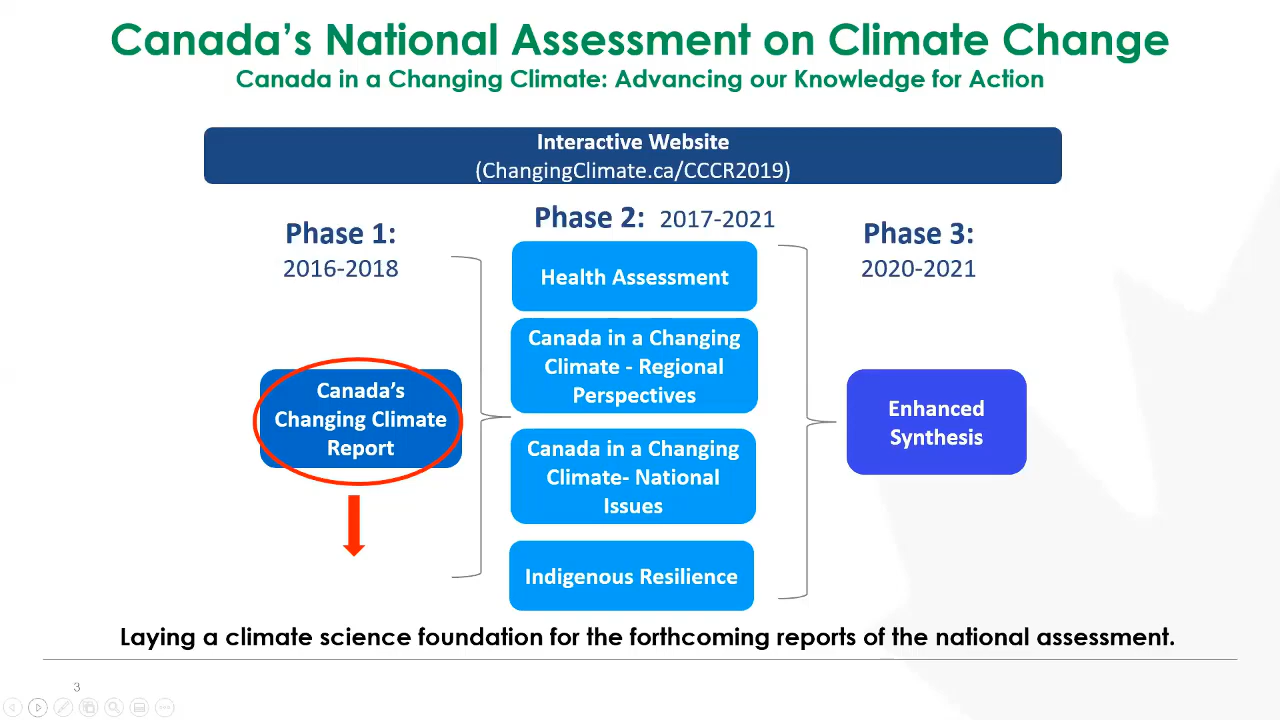 Canada’s National Assessment on Climate Change
Canada in a Changing Climate: Advancing our Knowledge for Action
Interactive Website
(ChangingClimate.ca/CCCR2019)
Phase 1:
2016-2018
Canada’s
Changing Climate
Report
Phase 2: 2017-2021
Health Assessment
Canada in a Changing
Climate - Regional
Perspectives
Canada in a Changing
Climate- National
Issues
Indigenous Resilience
Phase 3:
2020-2021
Enhanced
Synthesis
Laying a climate science foundation for the forthcoming reports of the national assessment.
3